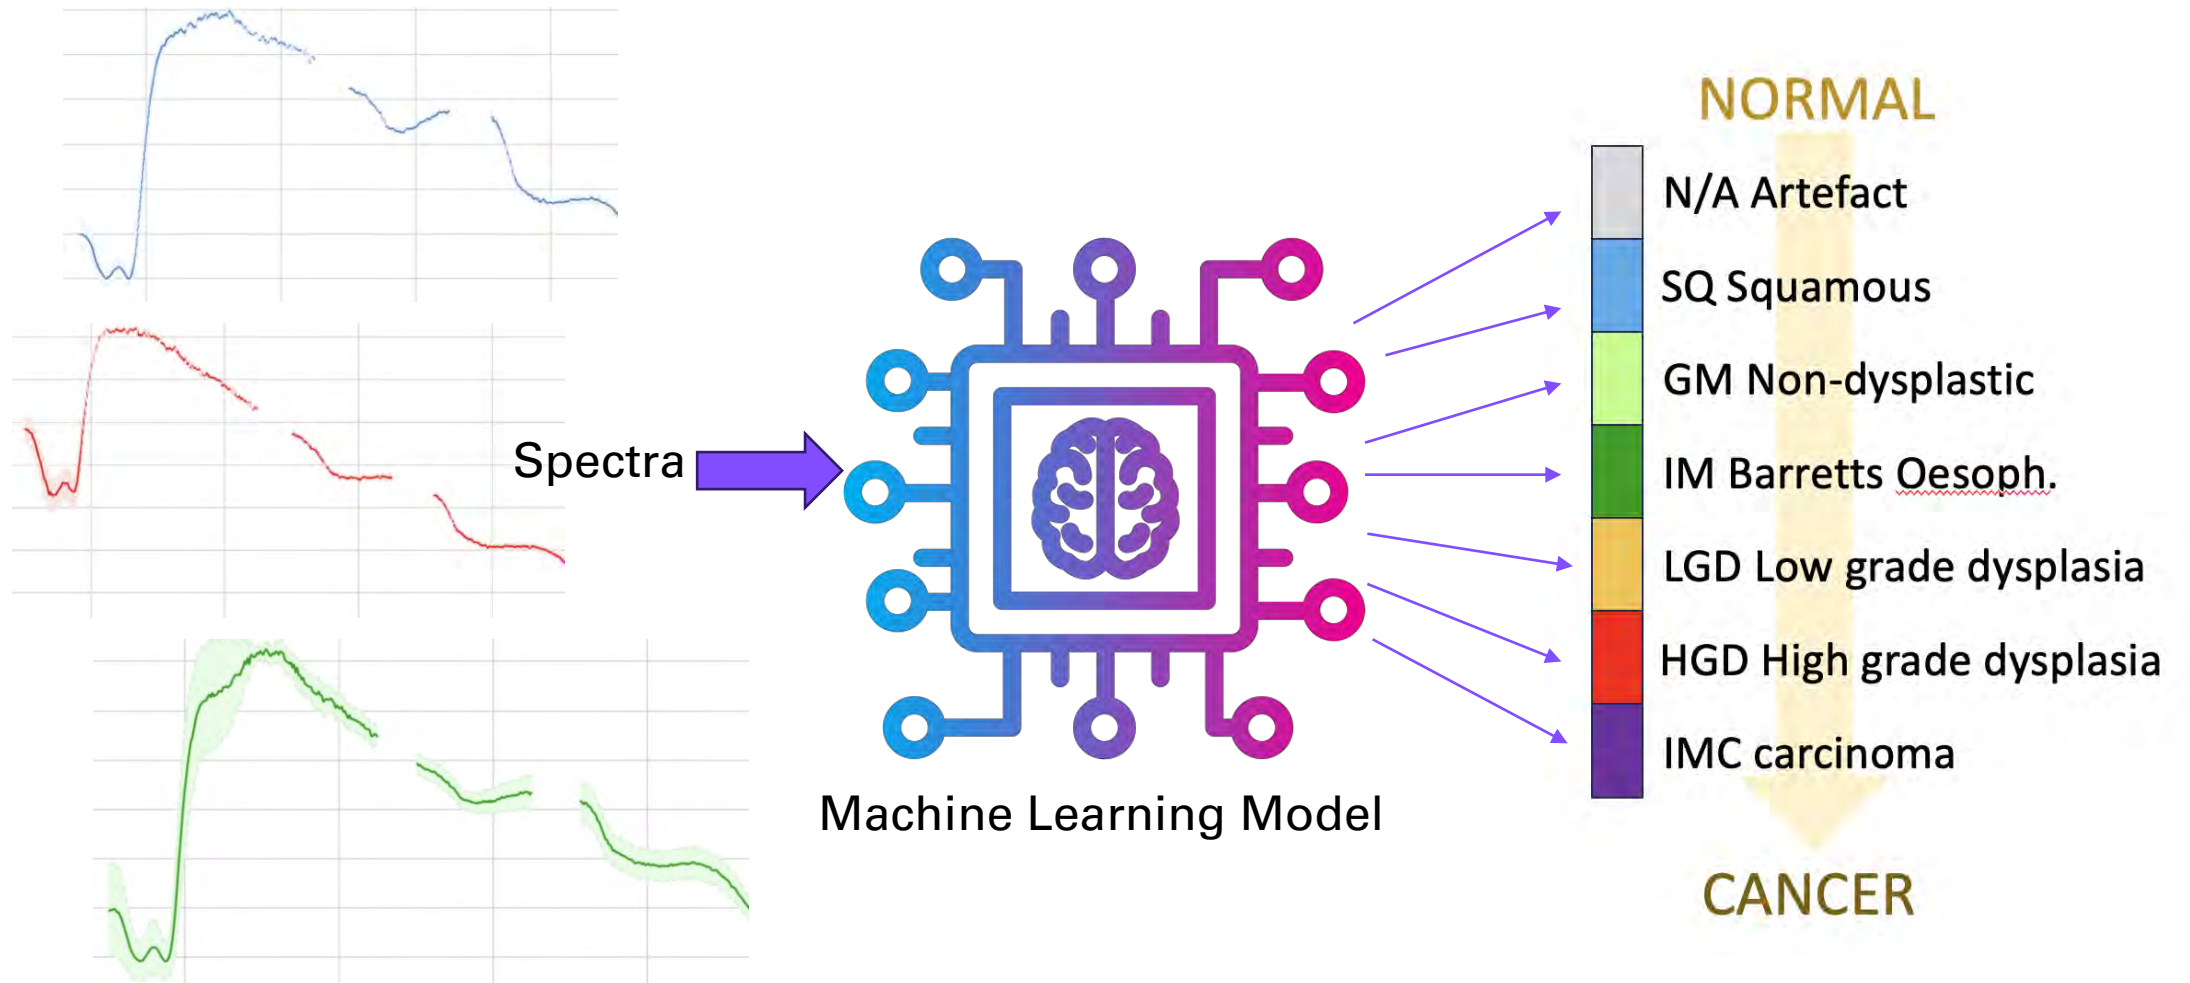 Spectra
Machine Learning Model
NORMAL
N/A Artefact
SQ Squamous
GM Non-dysplastic
IM Barretts Oesoph.
LGD Low grade dysplasia
HGD High grade dysplasia
IMC carcinoma
CANCER